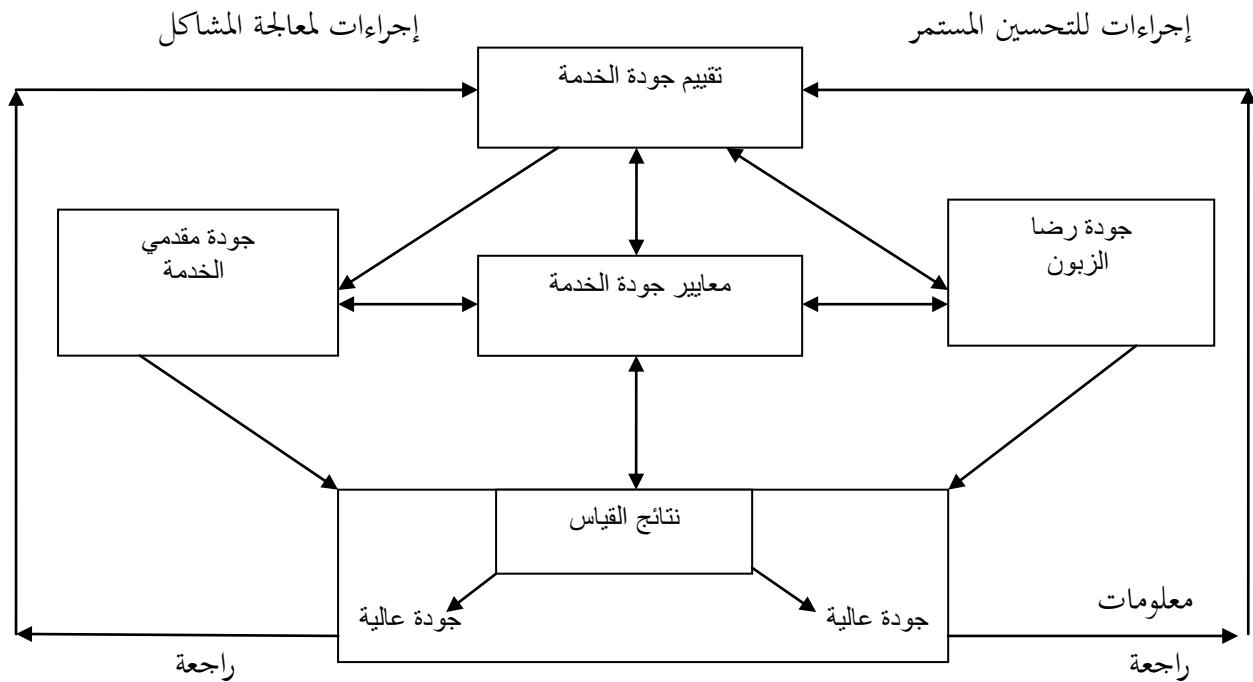 إجراءات للتحسين المستمر
إجراءات لمعالجة المشاكل
تقييم جودة الخدمة
جودة رضا
الزبون
جودة مقدمي
الخدمة
معايير جودة الخدمة
نتائج القياس
جودة عالية
جودة عالية
معلومات
راجعة
راجعة